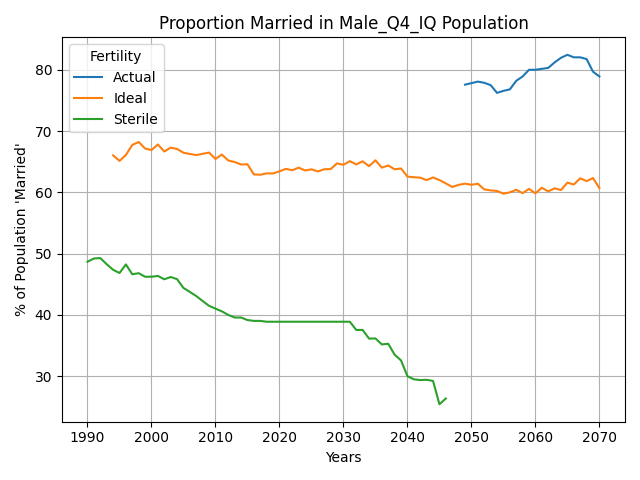 Proportion Married in Male_Q4_IQ Population
Fertility
Actual
Ideal
Sterile
% of Population 'Married'
80
70
60
50
40
30
1990 2000 2010 2020 2030 2040 2050 2060 2070
Years